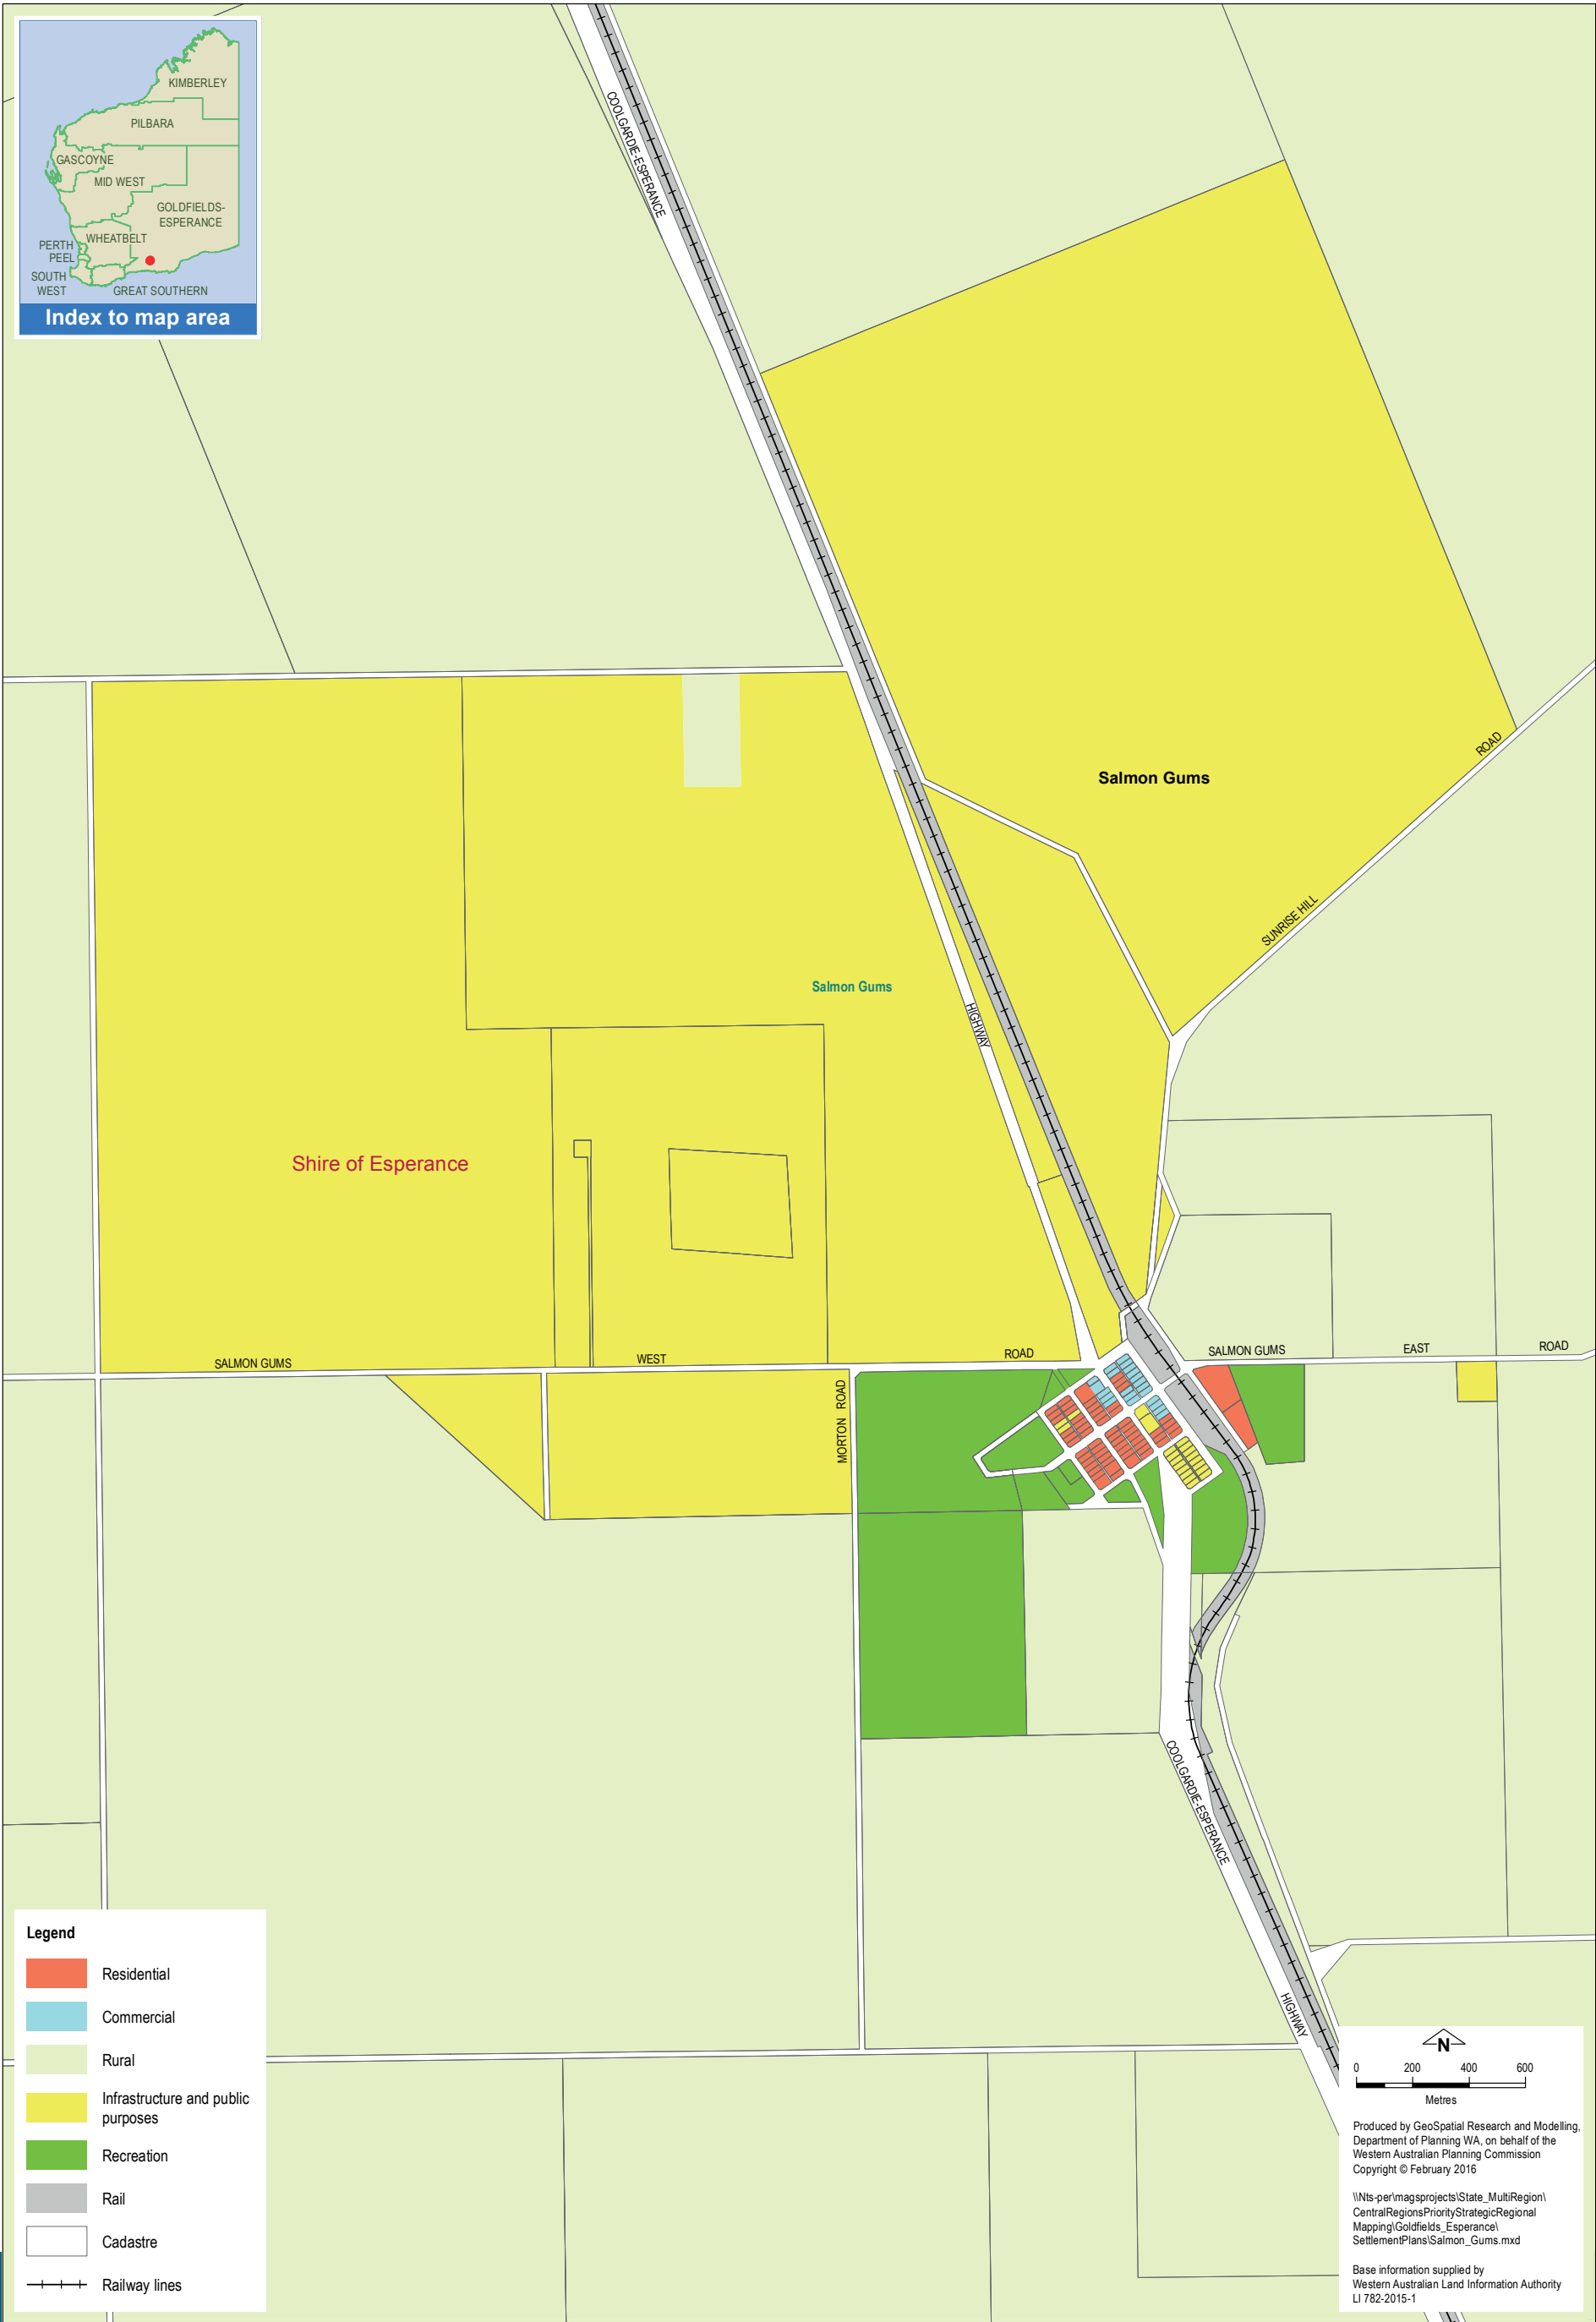 KIMBERLEY
PILBARA
GASCOYNE
MID WEST
GOLDFIELDS-
ESPERANCE
WHEATBELT
PERTH
PEEL
SOUTH
WEST
GREAT SOUTHERN
Index to map area
COOLGARDIE-ESPERANCE
Salmon Gums
ROAD
SUNRISE HILL
Salmon Gums
HIGHWAY
Shire of Esperance
SALMON GUMS
WEST
ROAD
SALMON GUMS
EAST
ROAD
MORTON ROAD
COOLGARDIE-ESPERANCE
HIGHWAY
Legend
Residential
Commercial
Rural
Infrastructure and public
purposes
Recreation
Rail
Cadastre
Railway lines
N
0 200 400 600
Metres
Produced by GeoSpatial Research and Modelling,
Department of Planning WA, on behalf of the
Western Australian Planning Commission
Copyright © February 2016
\\Nts-per\magsprojects\State_MultiRegion\
CentralRegionsPriorityStrategicRegional
Mapping\Goldfields_Esperance\
SettlementPlans\Salmon_Gums.mxd
Base information supplied by
Western Australian Land Information Authority
LI 782-2015-1